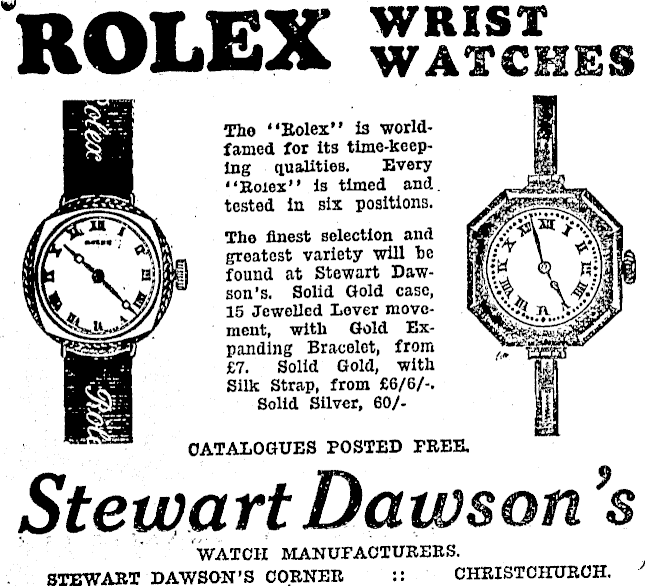 ROLEX WRIST WATCHES
Rolex
The "Rolex" is world-
famed for its time-keep-
ing qualities. Every
"Rolex" is timed and
tested in six positions.
The finest selection and
greatest variety will be
found at Stewart Daw-
son's. Solid Gold case,
15 Jewelled Lever move-
ment, with Gold Ex-
panding Bracelet, from
£7. Solid Gold, with
Silk Strap, from £6/6/-.
Solid Silver, 60/-
ROLEX
Rol
CATALOGUES POSTED FREE.
Stewart Dawson's
WATCH MANUFACTURERS.
STEWART DAWSON'S CORNER :: CHRISTCHURCH.